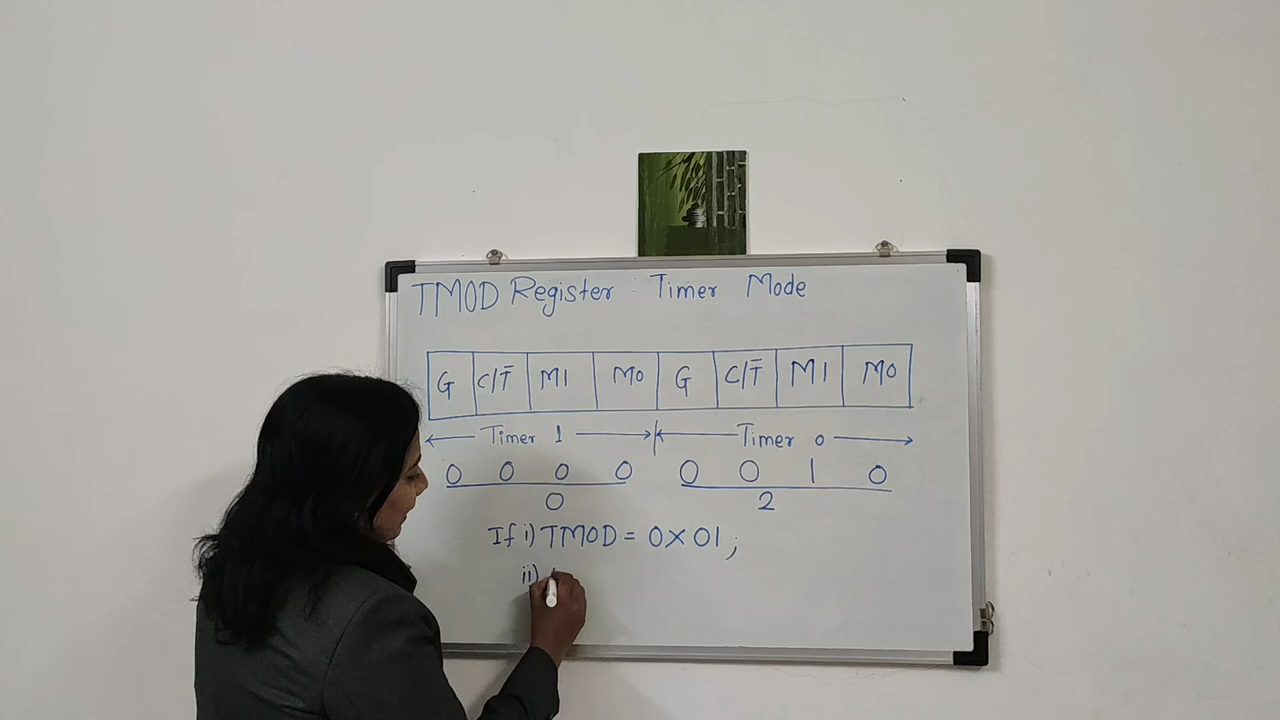 TMOD Register : Timer Mode
G C/T̅ M1 M0 G C/T̅ M1 M0
Timer 1 Timer 0
0 0 0 0 0 0 1 0
0 2
If i) TMOD = 0x01;
ii)